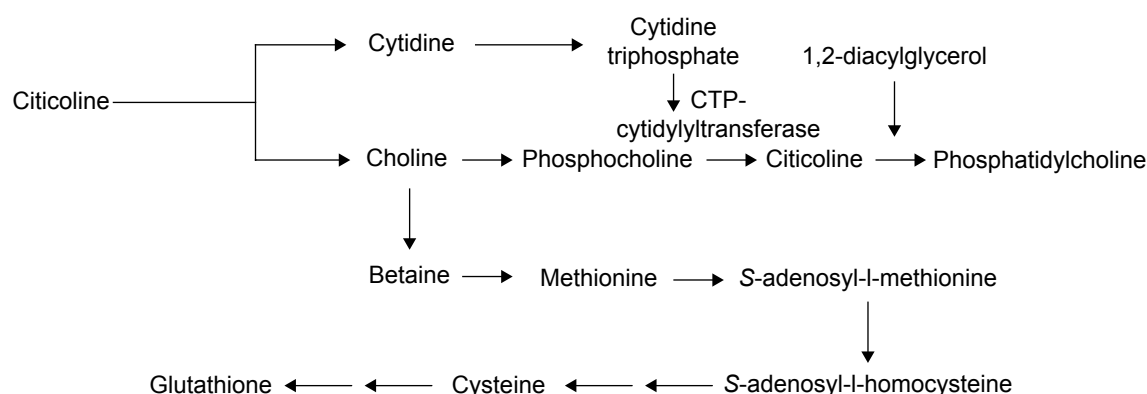 Cytidine
Cytidine
triphosphate
1,2-diacylglycerol
Citicoline
CTP-
cytidylyltransferase
Choline
Phosphocholine
Citicoline
Phosphatidylcholine
Betaine
Methionine
S-adenosyl-l-methionine
Glutathione
Cysteine
S-adenosyl-l-homocysteine